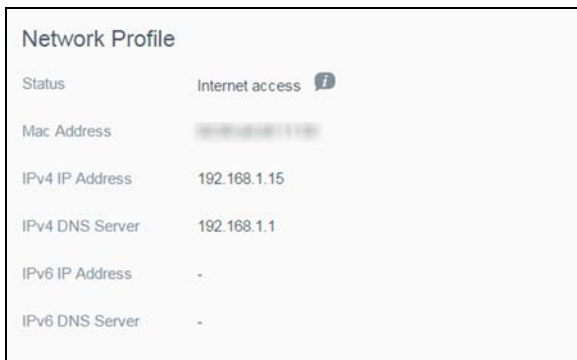 Network Profile
Status Internet access
Mac Address
IPv4 IP Address 192.168.1.15
IPv4 DNS Server 192.168.1.1
IPv6 IP Address -
IPv6 DNS Server -